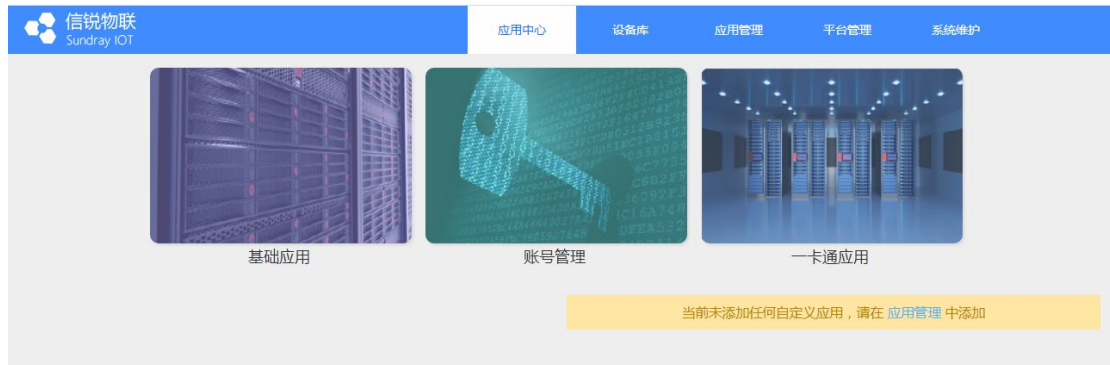 信锐物联
Sundray IOT
应用中心
设备库
应用管理
平台管理
系统维护
基础应用
账号管理
一卡通应用
当前未添加任何自定义应用，请在 应用管理 中添加